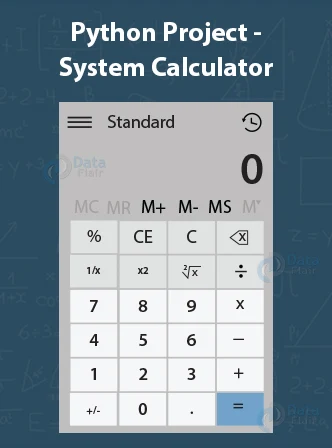 Python Project -
System Calculator
Standard
Data
Flair
0
MC MR M+ M- MS M▾
% CE C
1/x x2 ²√x ÷
7 8 9 x
4 5 6 −
1 2 3 +
+/- 0 . =